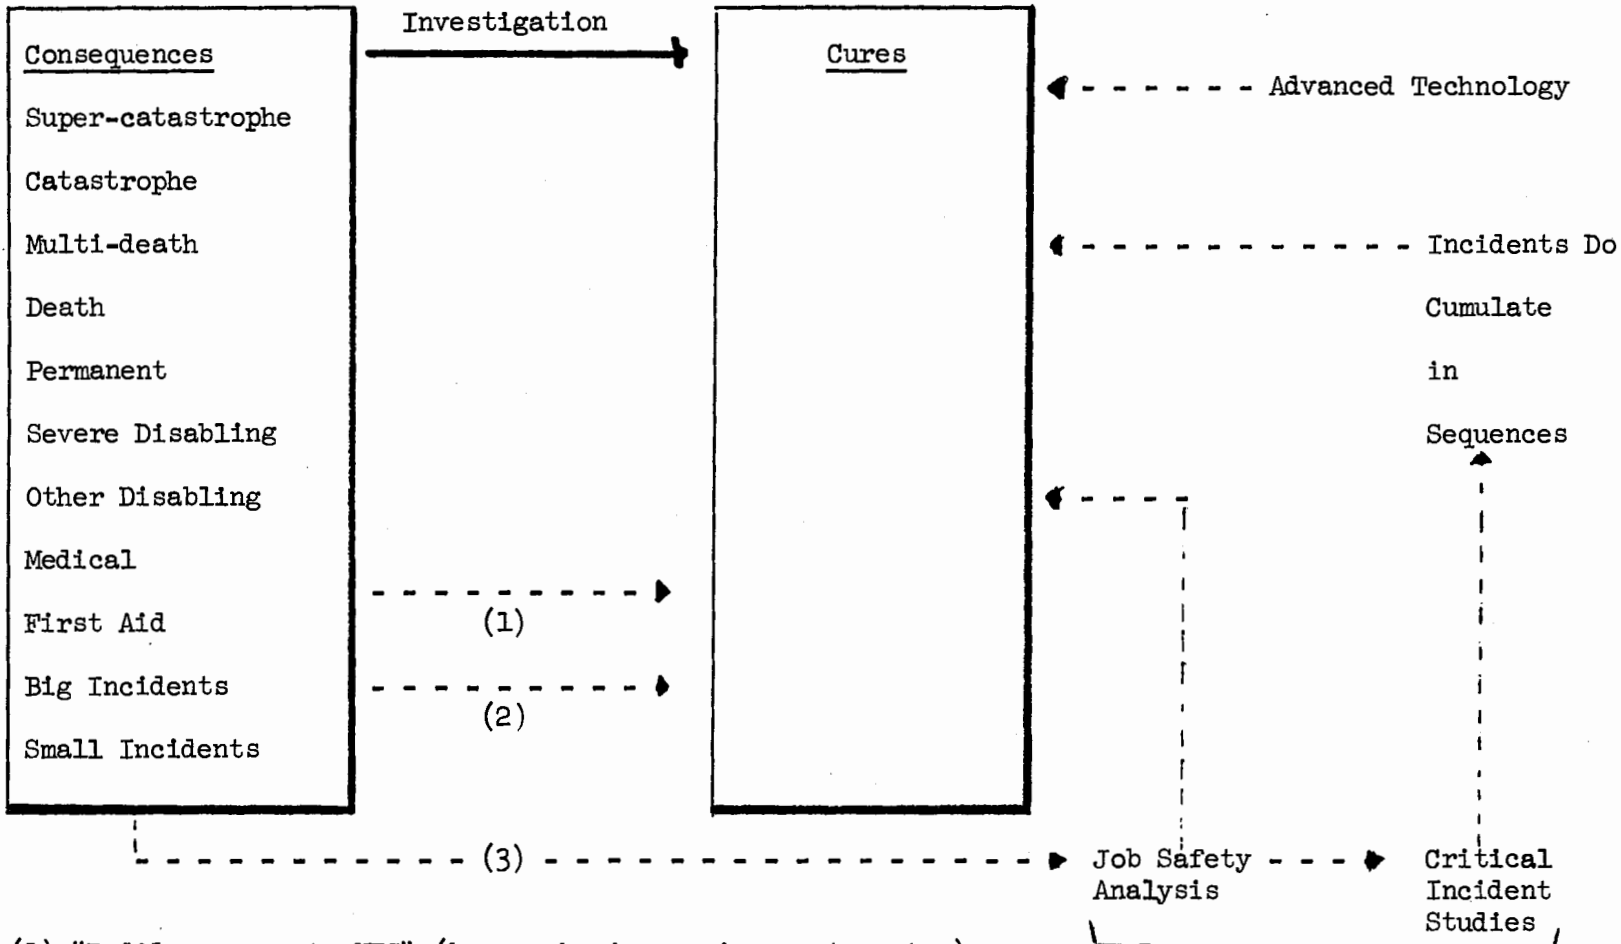 Investigation
Consequences
Cures
Advanced Technology
Super-catastrophe
Catastrophe
Multi-death
Incidents Do
Death
Cumulate
Permanent
in
Severe Disabling
Sequences
Other Disabling
Medical
First Aid
(1)
Big Incidents
(2)
Small Incidents
(3)
Job Safety
Analysis
Critical
Incident
Studies